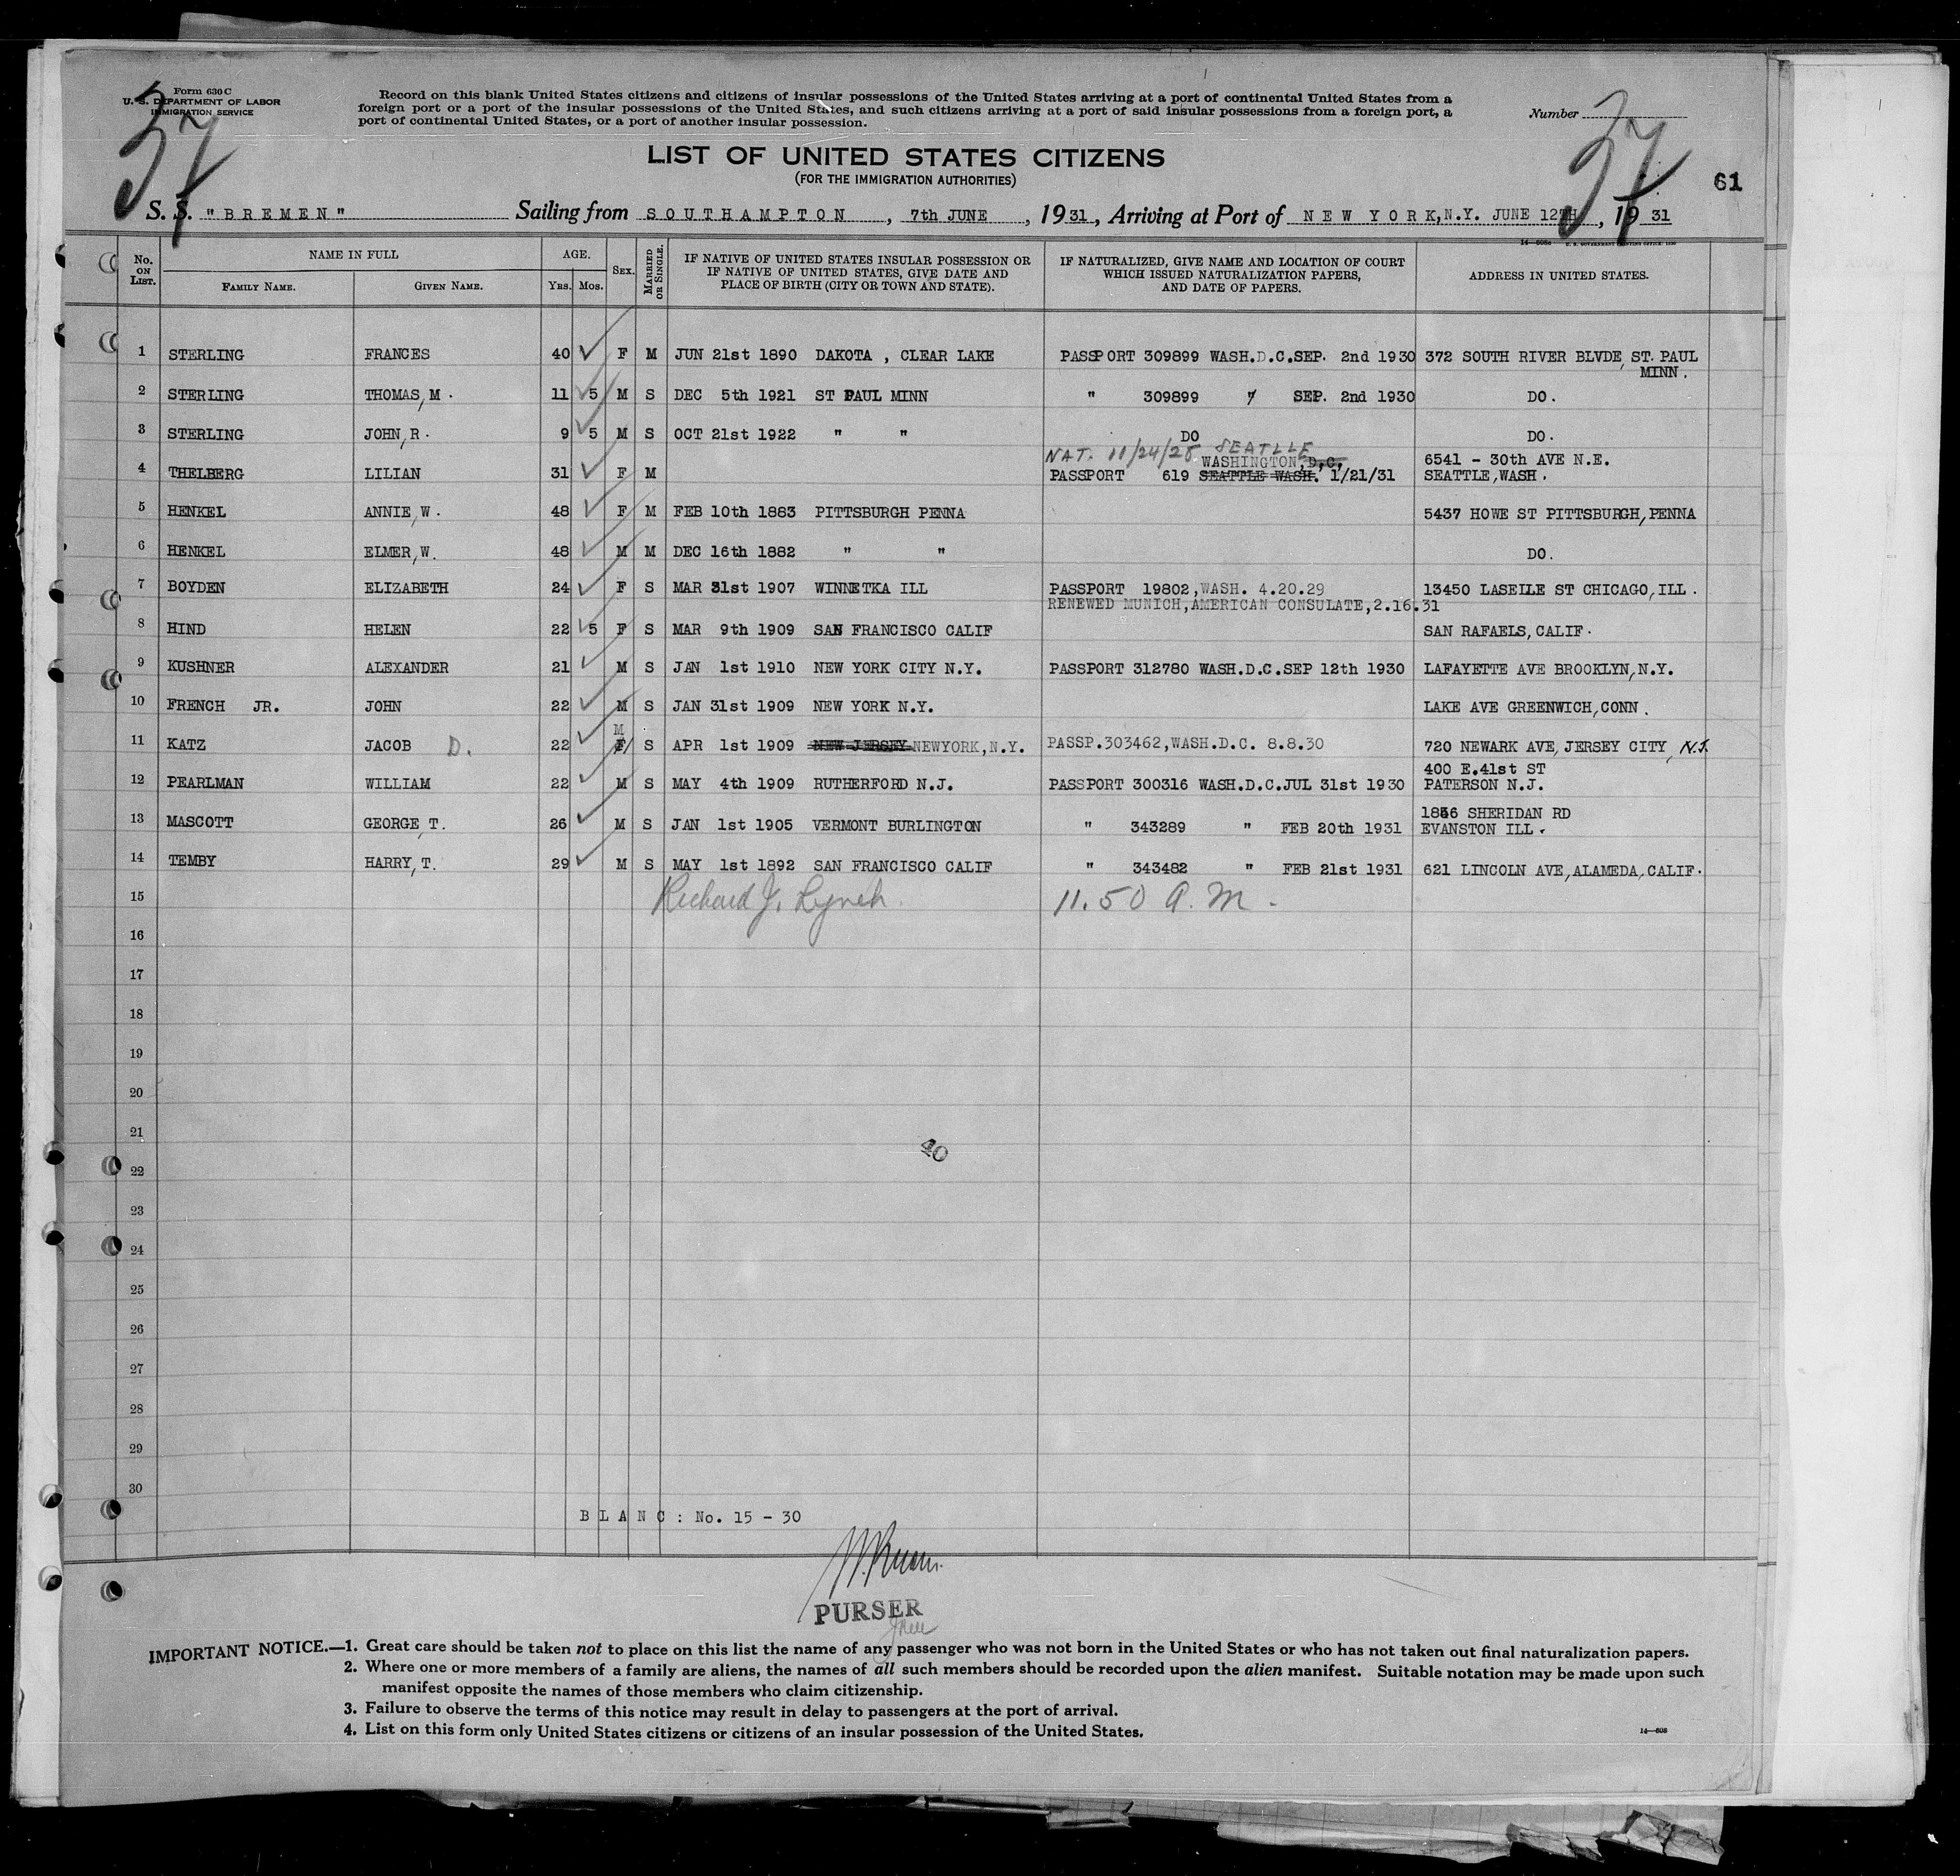 Form 630 C
U. S. DEPARTMENT OF LABOR
IMMIGRATION SERVICE
37
Record on this blank United States citizens and citizens of insular possessions of the United States arriving at a port of continental United States from a
foreign port or a port of the insular possessions of the United States, and such citizens arriving at a port of said insular possessions from a foreign port, a
port of continental United States, or a port of another insular possession.
Number 37
LIST OF UNITED STATES CITIZENS
(FOR THE IMMIGRATION AUTHORITIES)
61
S. S. "BREMEN" Sailing from SOUTHAMPTON, 7th JUNE, 1931, Arriving at Port of NEW YORK, N.Y. JUNE 12TH, 1931
No. ON LIST. NAME IN FULL FAMILY NAME. GIVEN NAME. AGE. YRS. MOS. SEX. MARRIED OR SINGLE. IF NATIVE OF UNITED STATES INSULAR POSSESSION OR IF NATIVE OF UNITED STATES, GIVE DATE AND PLACE OF BIRTH (CITY OR TOWN AND STATE). IF NATURALIZED, GIVE NAME AND LOCATION OF COURT WHICH ISSUED NATURALIZATION PAPERS, AND DATE OF PAPERS. ADDRESS IN UNITED STATES.
1 STERLING FRANCES 40 F M JUN 21st 1890 DAKOTA , CLEAR LAKE PASSPORT 309899 WASH.D.C.SEP. 2nd 1930 372 SOUTH RIVER BLVDE, ST. PAUL
MINN.
2 STERLING THOMAS, M. 11 5 M S DEC 5th 1921 ST PAUL MINN " 309899 " SEP. 2nd 1930 DO.
3 STERLING JOHN, R. 9 5 M S OCT 21st 1922 " " DO DO.
NAT. 11/24/28 SEATLLE
WASHINGTON, D,C, 6541 - 30th AVE N.E.
4 THELBERG LILIAN 31 F M PASSPORT 619 SEATTLE WASH. 1/21/31 SEATTLE, WASH.
5 HENKEL ANNIE, W. 48 F M FEB 10th 1883 PITTSBURGH PENNA 5437 HOWE ST PITTSBURGH, PENNA
6 HENKEL ELMER, W. 48 M M DEC 16th 1882 " " DO.
7 BOYDEN ELIZABETH 24 F S MAR 31st 1907 WINNETKA ILL PASSPORT 19802,WASH. 4.20.29 13450 LASELLE ST CHICAGO, ILL.
RENEWED MUNICH,AMERICAN CONSULATE,2.16.31
8 HIND HELEN 22 5 F S MAR 9th 1909 SAN FRANCISCO CALIF SAN RAFAELS, CALIF.
9 KUSHNER ALEXANDER 21 M S JAN 1st 1910 NEW YORK CITY N.Y. PASSPORT 312780 WASH.D.C.SEP 12th 1930 LAFAYETTE AVE BROOKLYN, N.Y.
10 FRENCH JR. JOHN 22 M S JAN 31st 1909 NEW YORK N.Y. LAKE AVE GREENWICH, CONN.
M
11 KATZ JACOB D. 22 F S APR 1st 1909 NEW JERSEY NEWYORK,N.Y. PASSP.303462,WASH.D.C. 8.8.30 720 NEWARK AVE, JERSEY CITY, N.J.
400 E.41st ST
12 PEARLMAN WILLIAM 22 M S MAY 4th 1909 RUTHERFORD N.J. PASSPORT 300316 WASH.D.C.JUL 31st 1930 PATERSON N.J.
SHERIDAN RD
13 MASCOTT GEORGE, T. 26 M S JAN 1st 1905 VERMONT BURLINGTON " 343289 " FEB 20th 1931 EVANSTON ILL.
14 TEMBY HARRY, T. 29 M S MAY 1st 1892 SAN FRANCISCO CALIF " 343482 " FEB 21st 1931 621 LINCOLN AVE, ALAMEDA, CALIF.
15 Richard J. Lynch 11.50 A.M.
16
17
18
19
20
21
40
22
23
24
25
26
27
28
29
30
BLANC: No. 15 - 30
PURSER
IMPORTANT NOTICE.—1. Great care should be taken not to place on this list the name of any passenger who was not born in the United States or who has not taken out final naturalization papers.
2. Where one or more members of a family are aliens, the names of all such members should be recorded upon the alien manifest. Suitable notation may be made upon such
manifest opposite the names of those members who claim citizenship.
3. Failure to observe the terms of this notice may result in delay to passengers at the port of arrival.
4. List on this form only United States citizens or citizens of an insular possession of the United States.
14—608